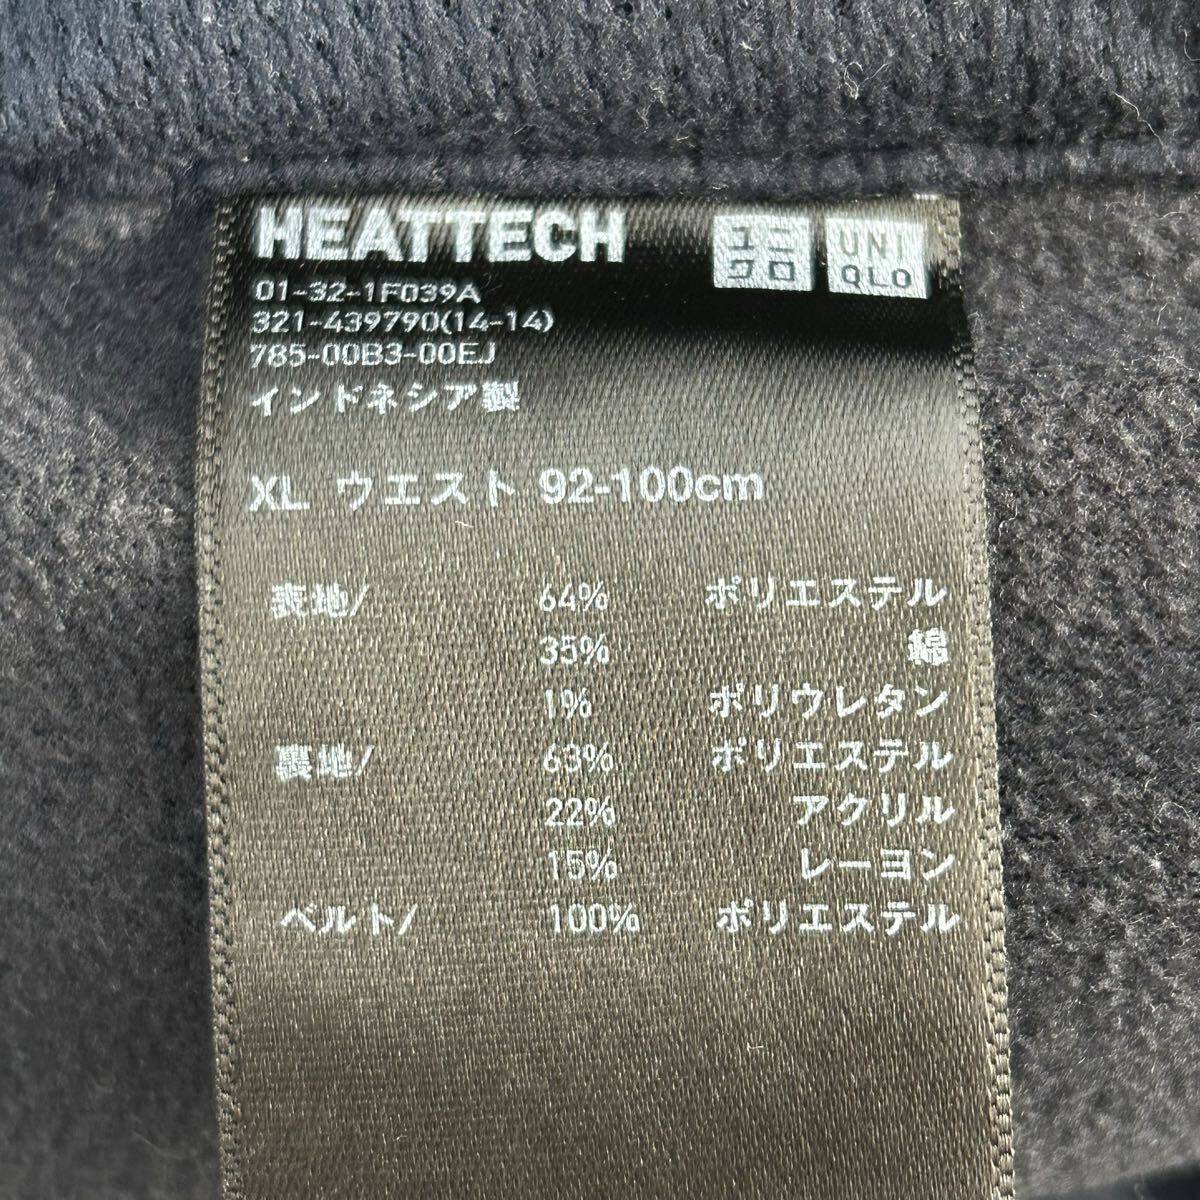 HEATTECH ユニクロ UNIQLO
01-32-1F039A
321-439790(14-14)
785-00B3-00EJ
インドネシア製
XL ウエスト 92-100cm
表地/ 64% ポリエステル
35% 綿
1% ポリウレタン
裏地/ 63% ポリエステル
22% アクリル
15% レーヨン
ベルト/ 100% ポリエステル